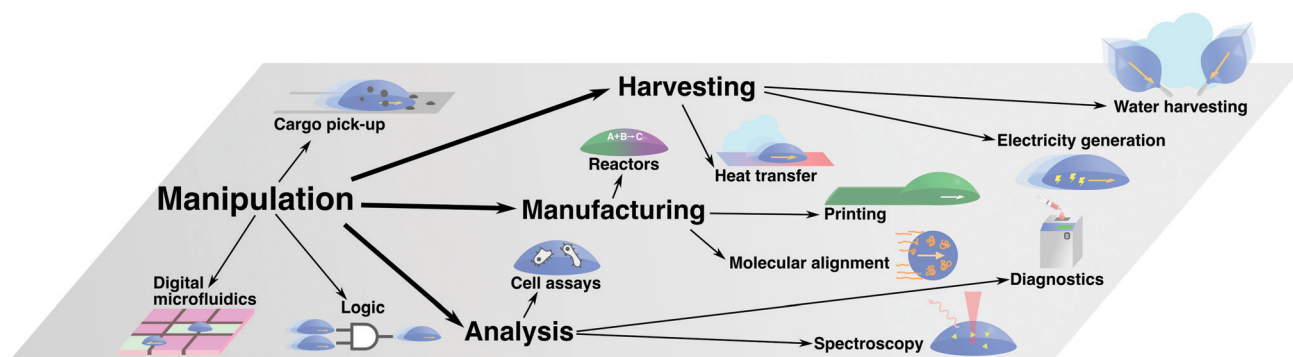 Harvesting
Water harvesting
Cargo pick-up
Electricity generation
A+B→C
Reactors
Heat transfer
Manipulation
Manufacturing
Printing
Molecular alignment
Diagnostics
Cell assays
Digital
microfluidics
Logic
Analysis
Spectroscopy